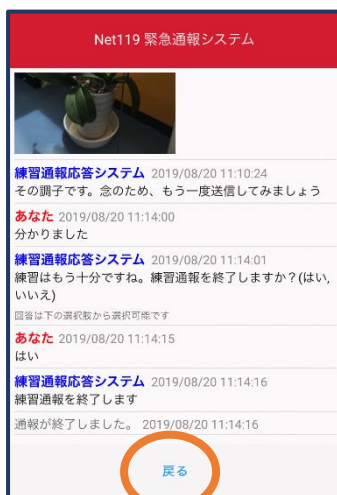 Net119 緊急通報システム
練習通報応答システム 2019/08/20 11:10:24
その調子です。念のため、もう一度送信してみましょう
あなた 2019/08/20 11:14:00
分かりました
練習通報応答システム 2019/08/20 11:14:01
練習はもう十分ですね。練習通報を終了しますか？(はい,
いいえ)
回答は下の選択肢から選択可能です
あなた 2019/08/20 11:14:15
はい
練習通報応答システム 2019/08/20 11:14:16
練習通報を終了します
通報が終了しました。 2019/08/20 11:14:16
戻る